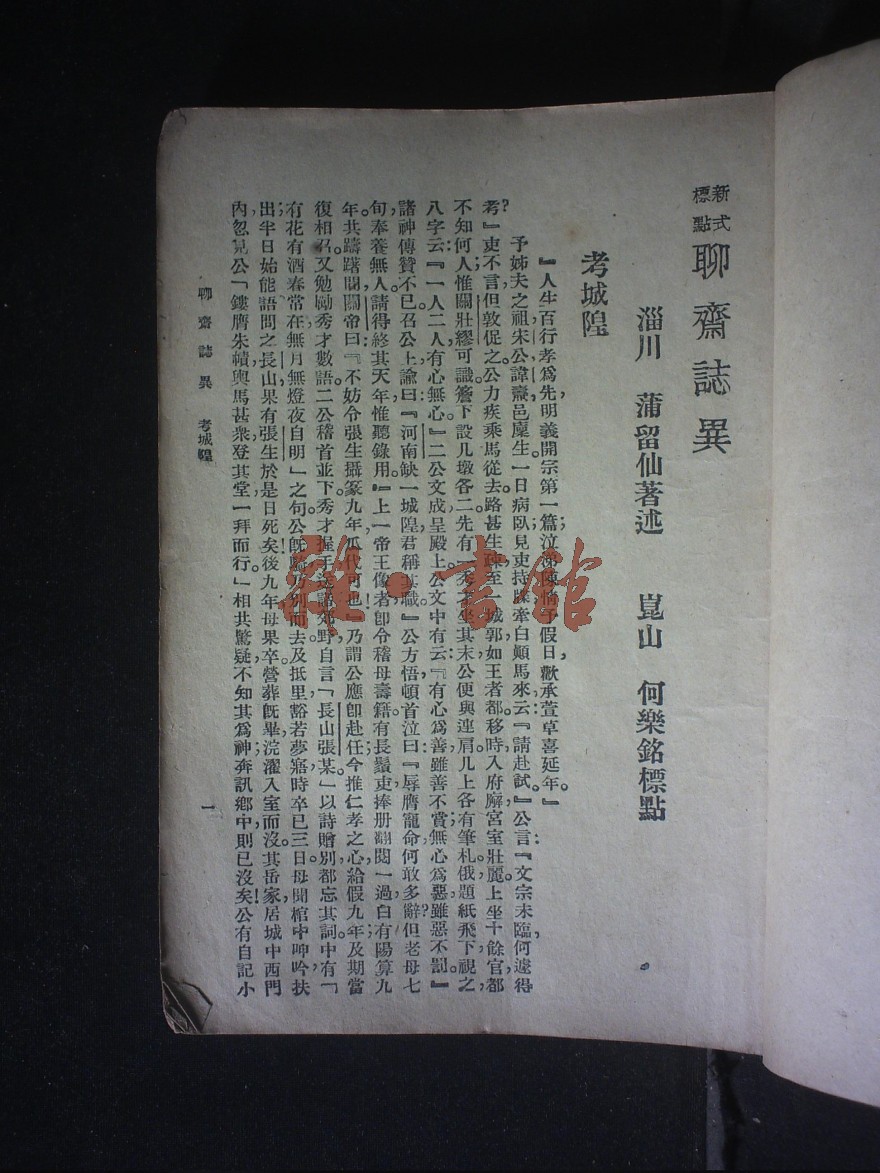 新式標點 聊齋誌異
淄川 蒲留仙著述 崑山 何樂銘標點
考城隍
『人生百行孝爲先，明義開宗第一篇；泣 假日，歡承萱草喜延年。』
予姊夫之祖宋公諱燾，邑廩生。一日病臥，見吏持牒，牽白顚馬來，云：『請赴試。』公言：『文宗未臨，何遽得
考？』吏不言，但敦促之。公力疾乘馬從去，路甚生疎，至一城郭，如王者都。移時入府廨，宮室壯麗。上坐十餘官，都
不知何人，惟關壯繆可識。簷下設几墩各二，先有一秀才坐其末，公便與連肩。几上各有筆札。俄題紙飛下，視之，
八字云：『一人二人，有心無心。』二公文成，呈殿上。公文中有云：『有心爲善，雖善不賞；無心爲惡，雖惡不罰。』
諸神傳贊不已。召公上，諭曰：『河南缺一城隍，君稱其職。』公方悟，頓首泣曰：『辱膺寵命，何敢多辭？但老母七
旬，奉養無人，請得終其天年，惟聽錄用。』上一帝王像者，卽令稽母壽籍。有長鬚吏捧册翻閱一過，白有陽算九
年。共躊躇間，關帝曰：『不妨令張生攝篆九年，瓜代可也！』乃謂公應卽赴任；今推仁孝之心，給假九年，及期當
復相召。又勉勵秀才數語。二公稽首並下。秀才握手，送諸郊野，自言「長山張某。」以詩贈別，都忘其詞，中有「
有花有酒春常在，無月無燈夜自明」之句。公旣騎，乃別而去，及抵里，豁若夢寤，時卒已三日。母聞棺中呻吟，扶
出；半日始能語。問之長山，果有張生，於是日死矣！後九年，母果卒。營葬旣畢，浣濯入室而沒。其岳家居城中西門
內，忽見公「鏤膺朱幩，輿馬甚衆，登其堂，一拜而行。」相共驚疑，不知其爲神；奔訊鄉中，則已沒矣！公有自記小
聊齋誌異 考城隍 一
雜·書館